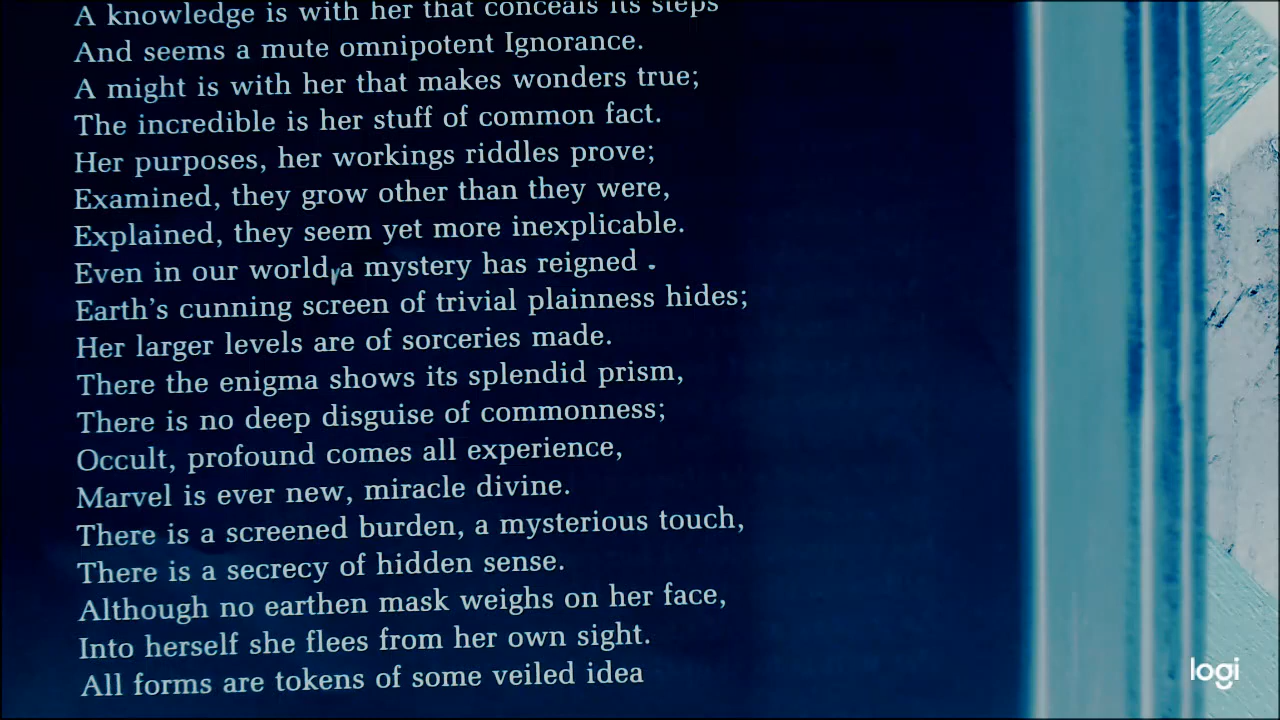 A knowledge is with her that conceals its steps
And seems a mute omnipotent Ignorance.
A might is with her that makes wonders true;
The incredible is her stuff of common fact.
Her purposes, her workings riddles prove;
Examined, they grow other than they were,
Explained, they seem yet more inexplicable.
Even in our world,a mystery has reigned .
Earth's cunning screen of trivial plainness hides;
Her larger levels are of sorceries made.
There the enigma shows its splendid prism,
There is no deep disguise of commonness;
Occult, profound comes all experience,
Marvel is ever new, miracle divine.
There is a screened burden, a mysterious touch,
There is a secrecy of hidden sense.
Although no earthen mask weighs on her face,
Into herself she flees from her own sight.
All forms are tokens of some veiled idea
logi